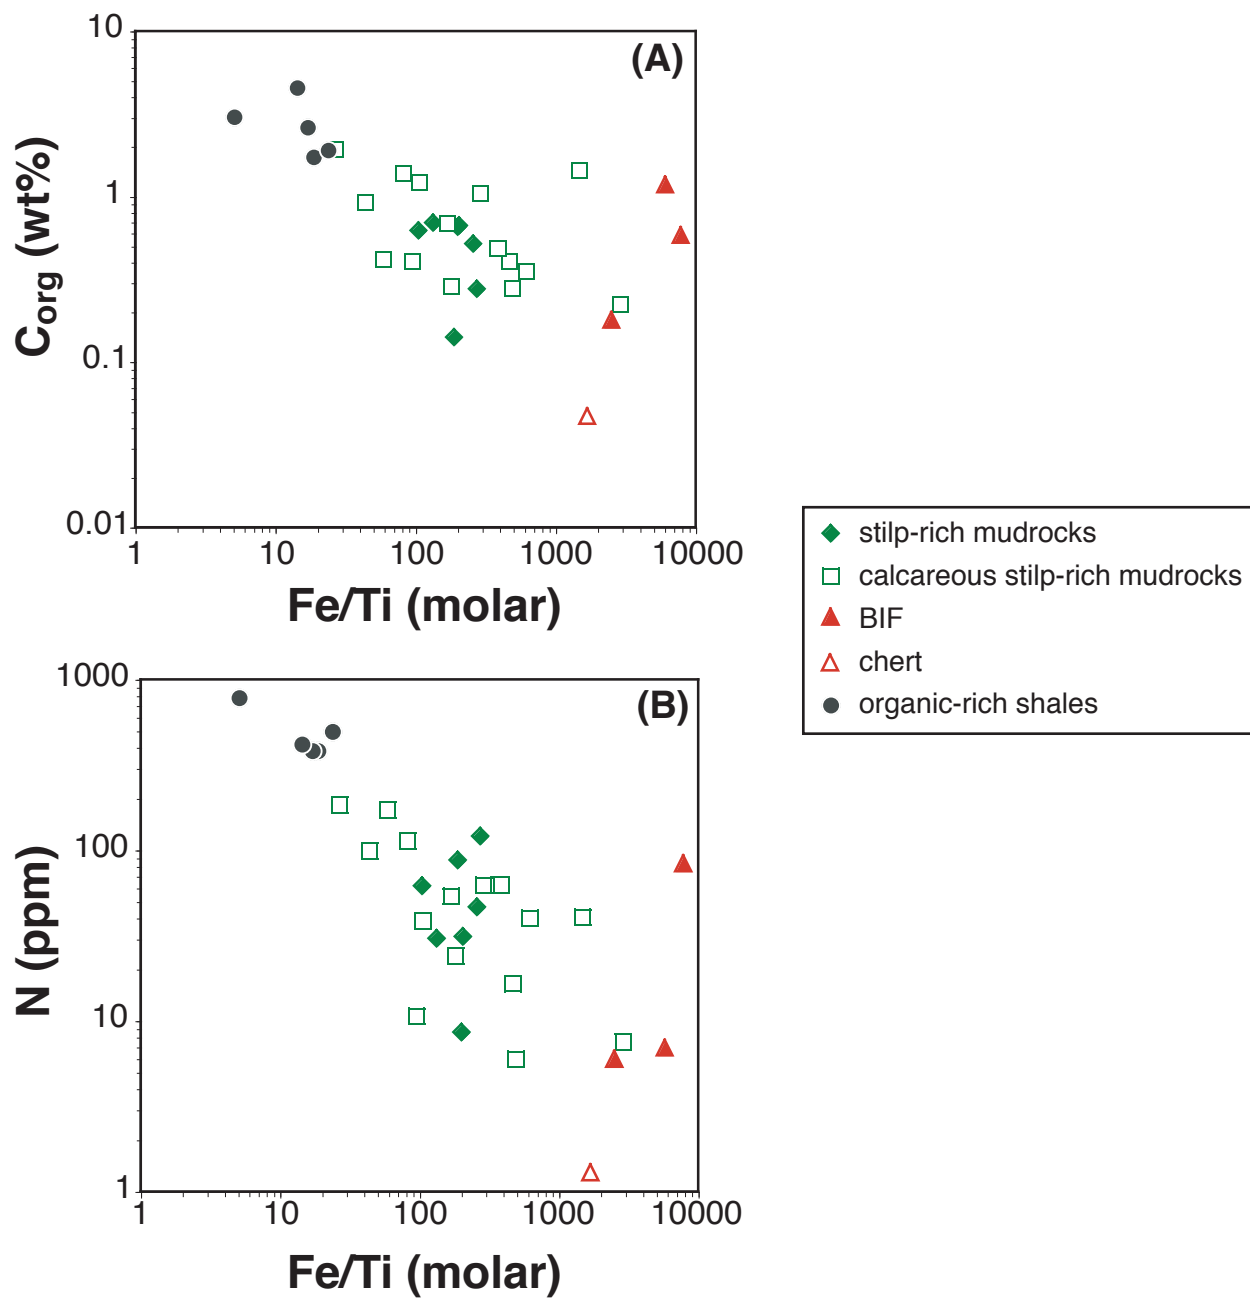 10
(A)
1
0.1
0.01
C_org (wt%)
1 10 100 1000 10000
Fe/Ti (molar)
stilp-rich mudrocks
calcareous stilp-rich mudrocks
BIF
chert
organic-rich shales
1000
(B)
100
10
1
N (ppm)
1 10 100 1000 10000
Fe/Ti (molar)